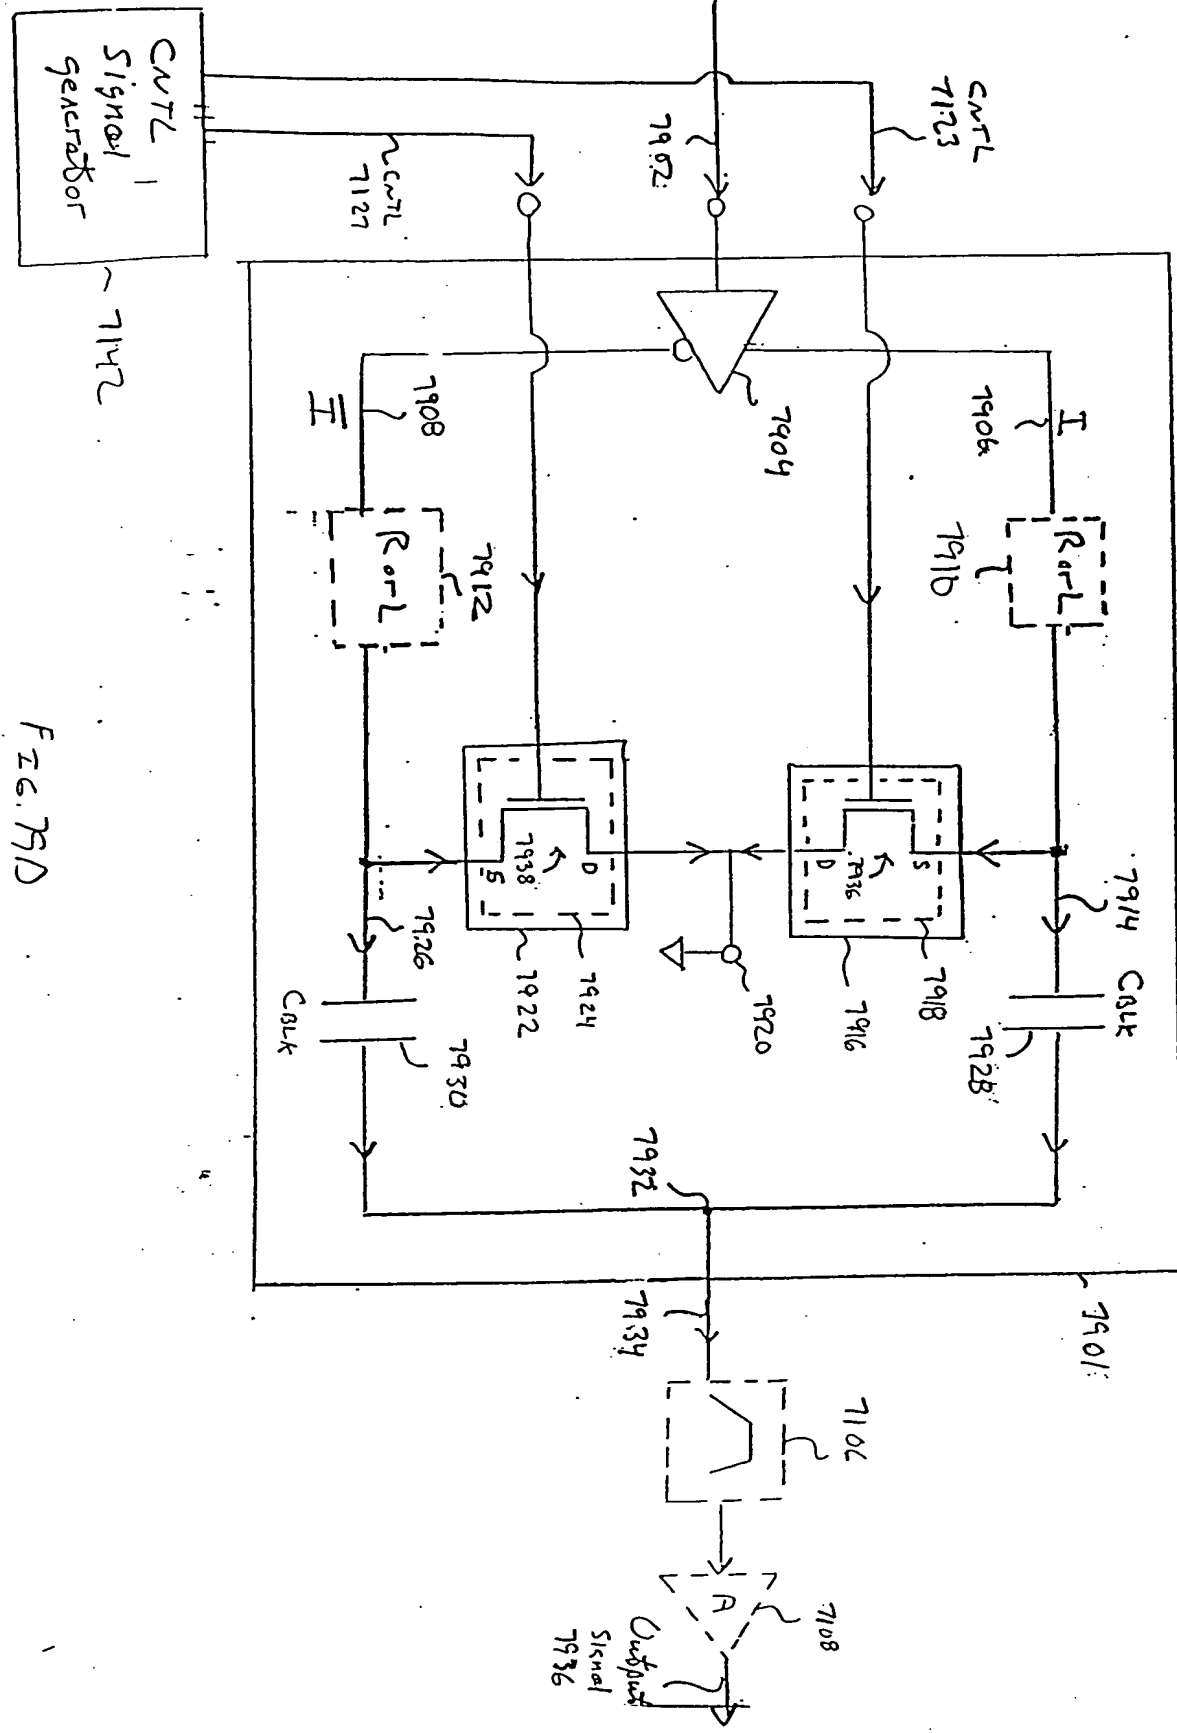 CNTL
Signal
generator
7142
CNTL
7127
7902
CNTL
7123
7904
7908
I
7906
I
R or L
7912
R or L
7910
7938
S
D
7936
D
S
7924
7922
7918
7916
7920
7926
7914
CBLK
7930
CBLK
7928
7932
7934
7901
7106
A
7108
Output
Signal
7936
FIG. 79D